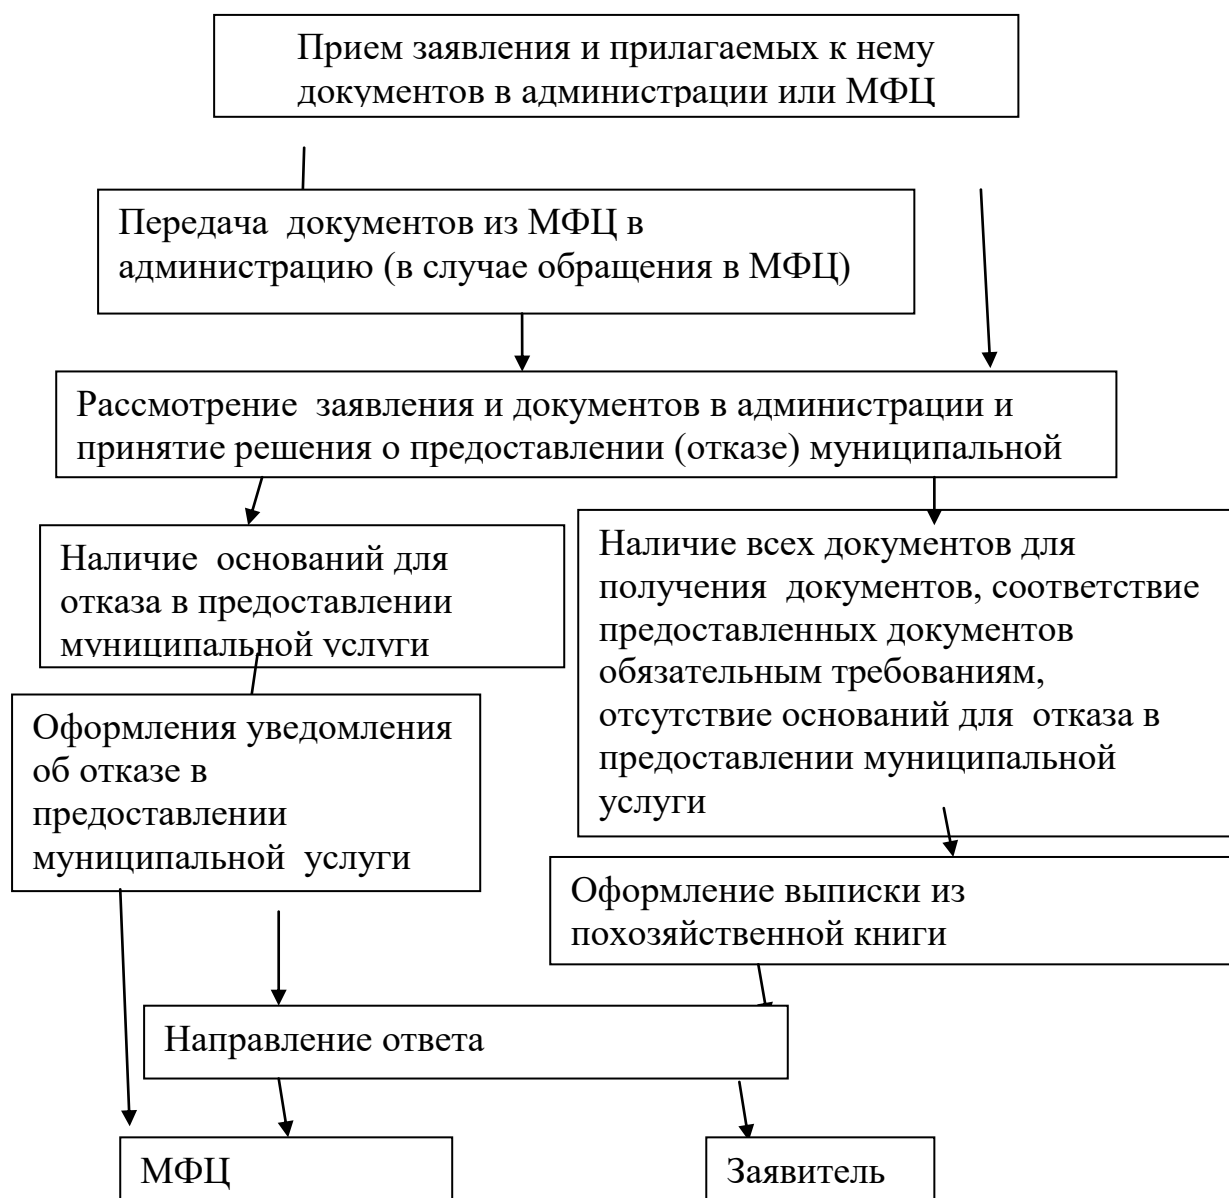 Прием заявления и прилагаемых к нему
документов в администрации или МФЦ
Передача документов из МФЦ в
администрацию (в случае обращения в МФЦ)
Рассмотрение заявления и документов в администрации и
принятие решения о предоставлении (отказе) муниципальной
Наличие оснований для
отказа в предоставлении
муниципальной услуги
Наличие всех документов для
получения документов, соответствие
предоставленных документов
обязательным требованиям,
отсутствие оснований для отказа в
предоставлении муниципальной
услуги
Оформления уведомления
об отказе в
предоставлении
муниципальной услуги
Оформление выписки из
похозяйственной книги
Направление ответа
МФЦ
Заявитель